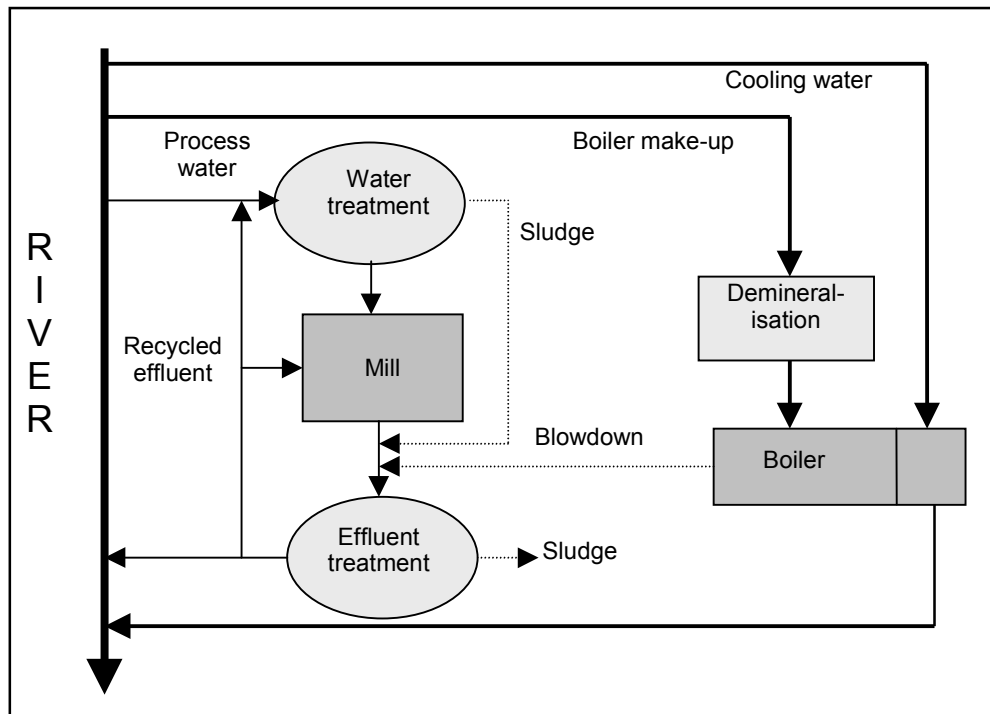 Cooling water
Boiler make-up
Process
water
Water
treatment
Sludge
R
I
V
E
R
Demineral-
isation
Recycled
effluent
Mill
Blowdown
Boiler
Effluent
treatment
Sludge